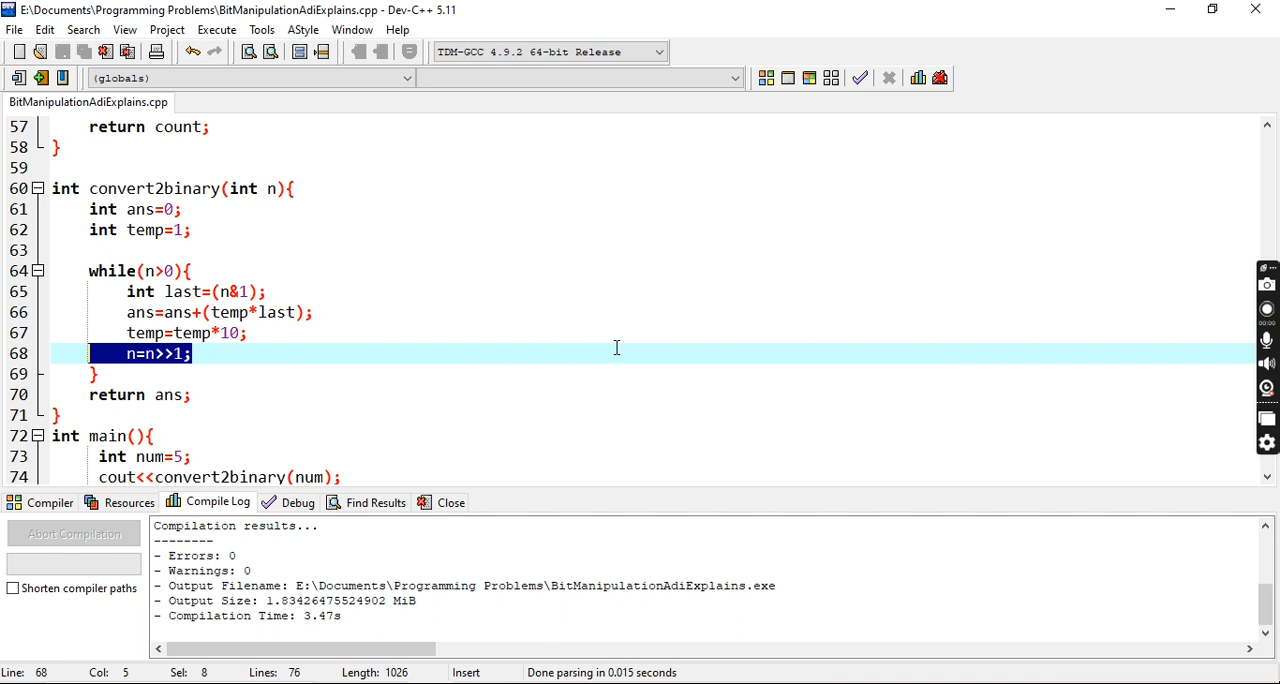 E:\Documents\Programming Problems\BitManipulationAdiExplains.cpp - Dev-C++ 5.11
File Edit Search View Project Execute Tools AStyle Window Help
TDM-GCC 4.9.2 64-bit Release
(globals)
BitManipulationAdiExplains.cpp
57 return count;
58 }
59
60 int convert2binary(int n){
61 int ans=0;
62 int temp=1;
63
64 while(n>0){
65 int last=(n&1);
66 ans=ans+(temp*last);
67 temp=temp*10;
68 n=n>>1;
69 }
70 return ans;
71 }
72 int main(){
73 int num=5;
74 cout<<convert2binary(num);
00:00
Compiler Resources Compile Log Debug Find Results Close
Abort Compilation
Shorten compiler paths
Compilation results...
--------
- Errors: 0
- Warnings: 0
- Output Filename: E:\Documents\Programming Problems\BitManipulationAdiExplains.exe
- Output Size: 1.83426475524902 MiB
- Compilation Time: 3.47s
Line: 68 Col: 5 Sel: 8 Lines: 76 Length: 1026 Insert Done parsing in 0.015 seconds